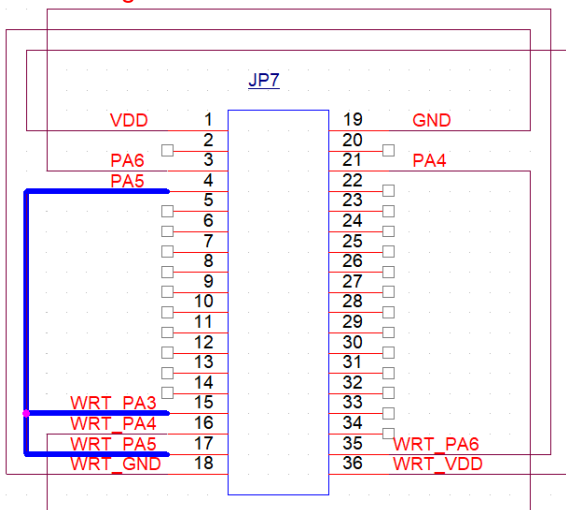 JP7
VDD 1 19 GND
2 20
PA6 3 21 PA4
PA5 4 22
5 23
6 24
7 25
8 26
9 27
10 28
11 29
12 30
13 31
14 32
WRT_PA3 15 33
WRT_PA4 16 34
WRT_PA5 17 35 WRT_PA6
WRT_GND 18 36 WRT_VDD